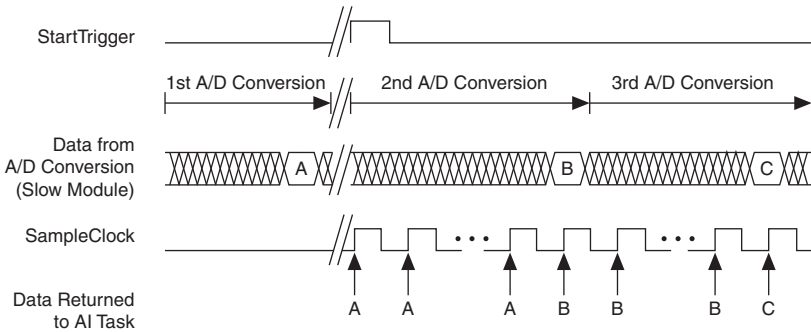 StartTrigger
1st A/D Conversion 2nd A/D Conversion 3rd A/D Conversion
Data from
A/D Conversion
(Slow Module)
A B C
SampleClock
• • • • • •
Data Returned
to AI Task
A A A B B B C